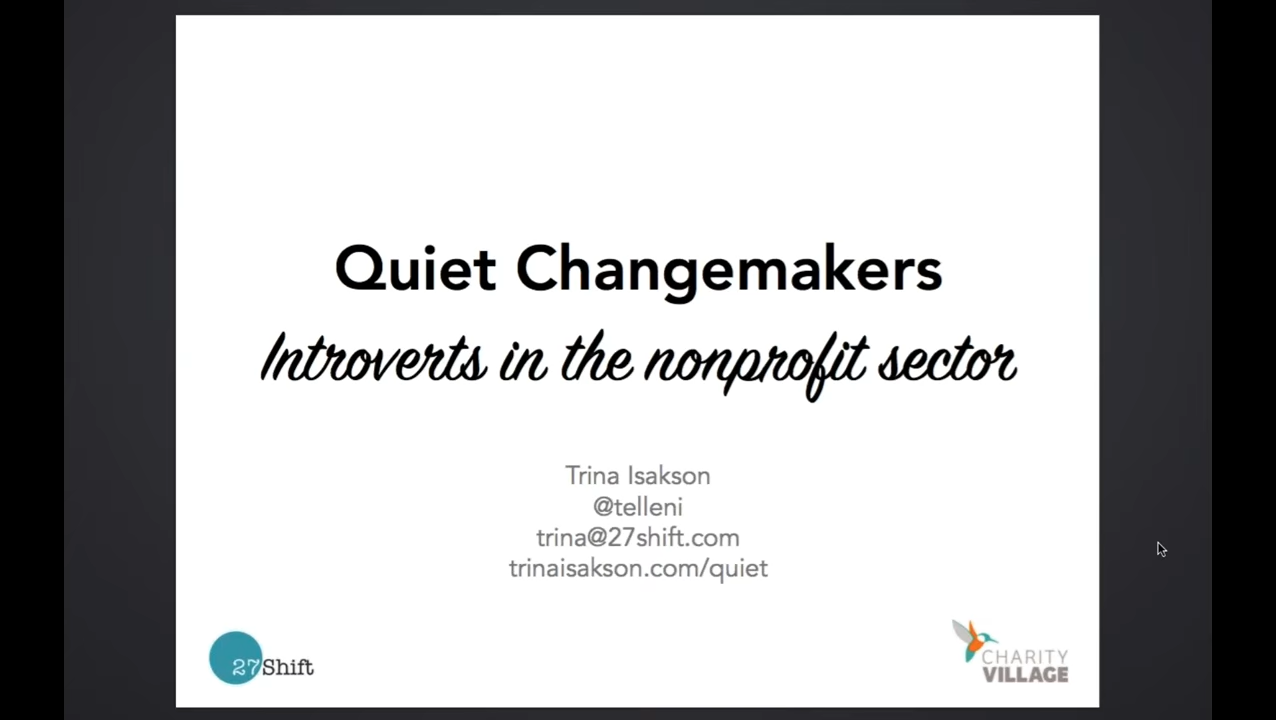 Quiet Changemakers
Introverts in the nonprofit sector
Trina Isakson
@telleni
trina@27shift.com
trinaisakson.com/quiet
27Shift
CHARITY
VILLAGE